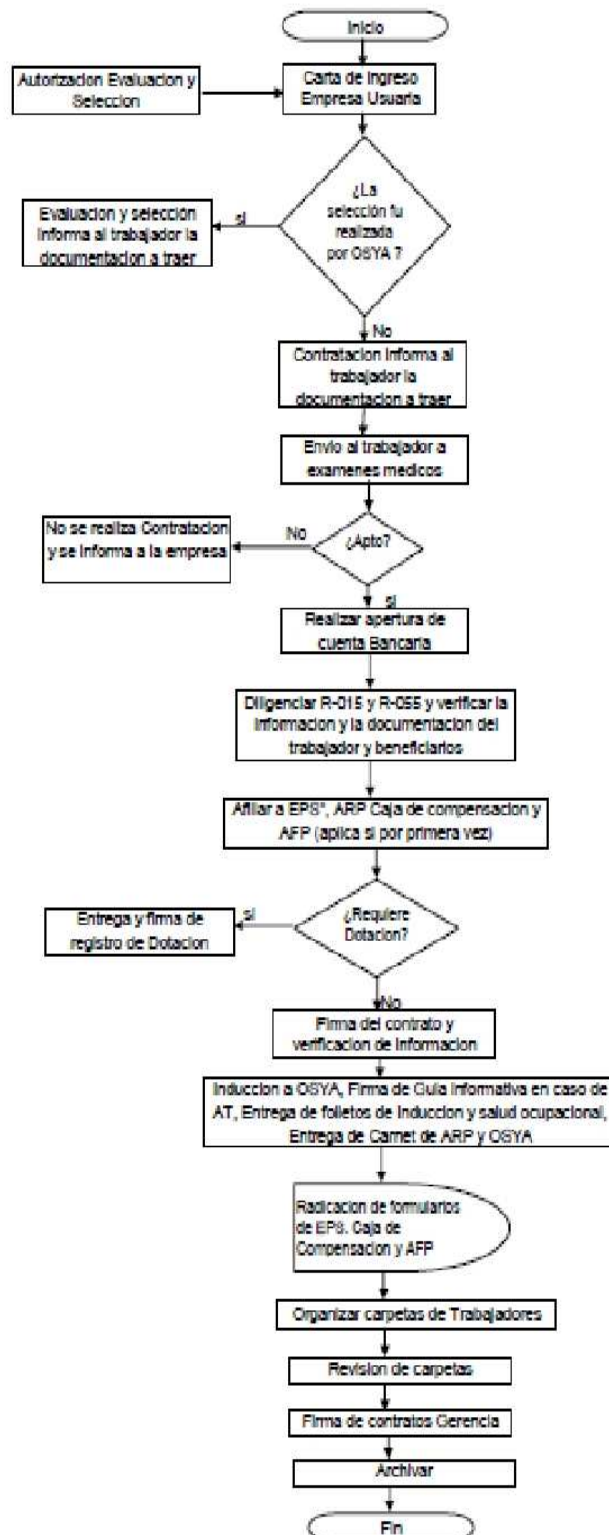 Inicio
Autorizacion Evaluacion y
Seleccion
Carta de Ingreso
Empresa Usuaria
¿La
selección fu
realizada
por OSYA ?
si
Evaluacion y selección
Informa al trabajador la
documentacion a traer
No
Contratacion Informa al
trabajador la
documentacion a traer
Envio al trabajador a
examenes medicos
¿Apto?
No
No se realiza Contratacion
y se Informa a la empresa
si
Realizar apertura de
cuenta Bancaria
Diligenciar R-015 y R-055 y verificar la
Informacion y la documentacion del
trabajador y beneficiarios
Afiliar a EPS*, ARP Caja de compensacion y
AFP (aplica si por primera vez)
¿Requiere
Dotacion?
si
Entrega y firma de
registro de Dotacion
No
Firma del contrato y
verificacion de Informacion
Induccion a OSYA, Firma de Guia Informativa en caso de
AT, Entrega de folletos de Induccion y salud ocupacional,
Entrega de Carnet de ARP y OSYA
Radicacion de formularios
de EPS. Caja de
Compensacion y AFP
Organizar carpetas de Trabajadores
Revision de carpetas
Firma de contratos Gerencia
Archivar
Fin